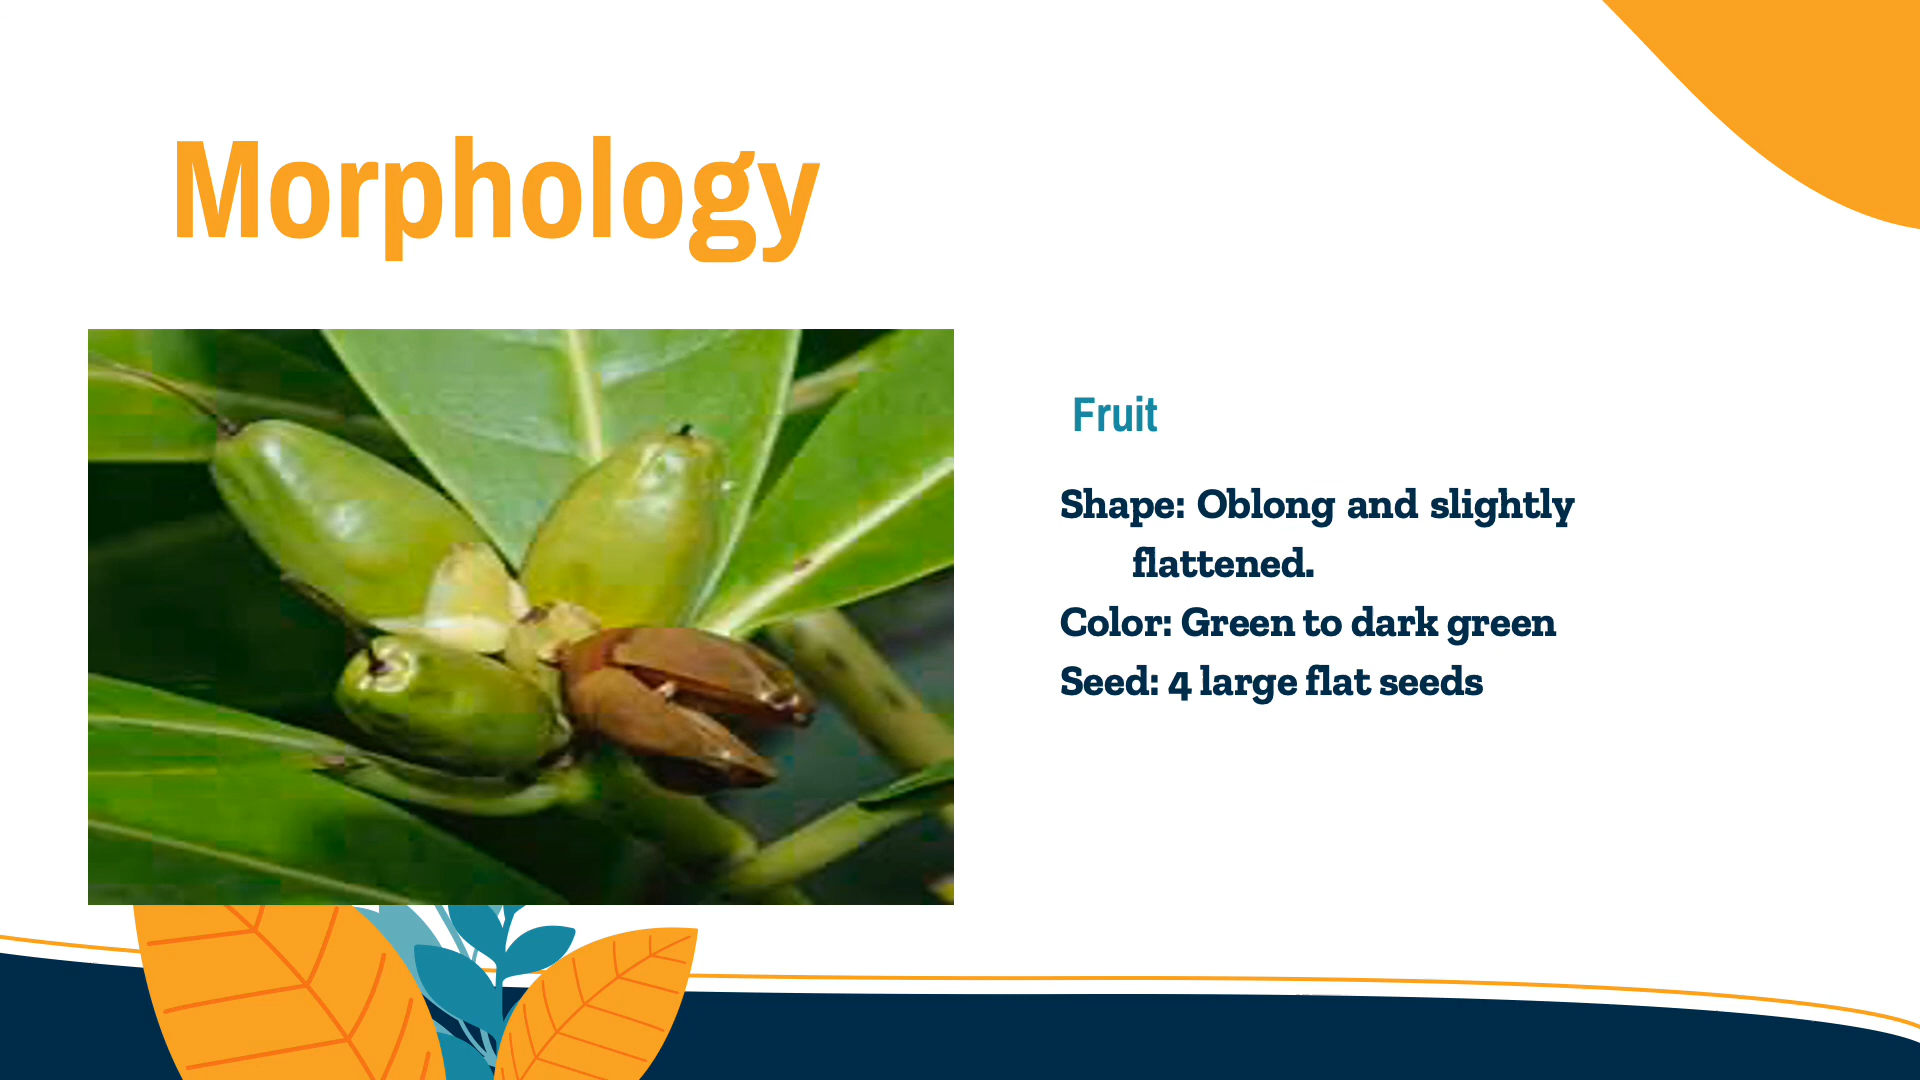 Morphology
Fruit
Shape: Oblong and slightly
flattened.
Color: Green to dark green
Seed: 4 large flat seeds